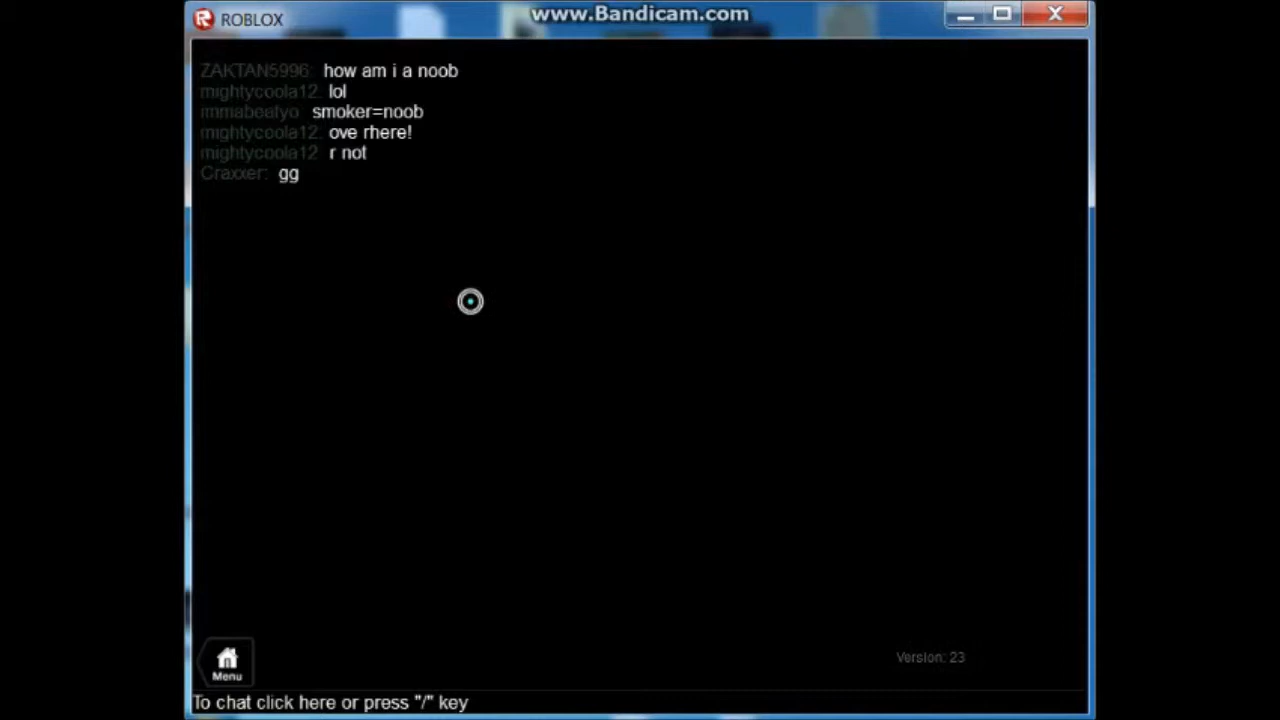 www.Bandicam.com
ROBLOX
ZAKTAN5996: how am i a noob
mightycoola12: lol
immabeatyo smoker=noob
mightycoola12: ove rhere!
mightycoola12 r not
Craxxer: gg
Version: 23
Menu
To chat click here or press "/" key